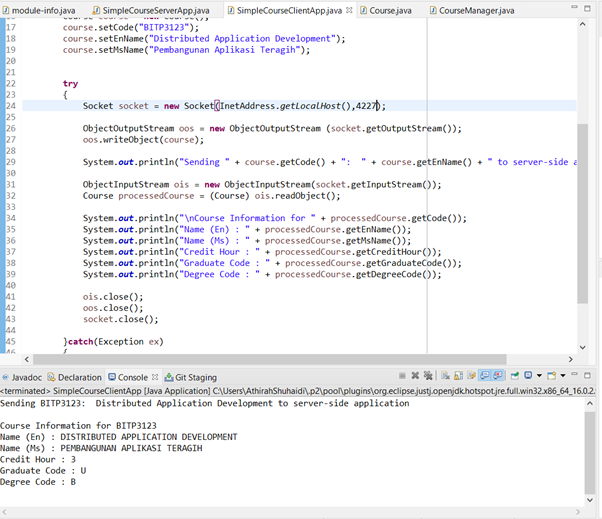 module-info.java SimpleCourseServerApp.java SimpleCourseClientApp.java Course.java CourseManager.java
17 course.setCode("BITP3123");
18 course.setEnName("Distributed Application Development");
19 course.setMsName("Pembangunan Aplikasi Teragih");
20
21
22 try
23 {
24 Socket socket = new Socket(InetAddress.getLocalHost(),4227);
25
26 ObjectOutputStream oos = new ObjectOutputStream (socket.getOutputStream());
27 oos.writeObject(course);
28
29 System.out.println("Sending " + course.getCode() + ": " + course.getEnName() + " to server-side a
30
31 ObjectInputStream ois = new ObjectInputStream(socket.getInputStream());
32 Course processedCourse = (Course) ois.readObject();
33
34 System.out.println("\nCourse Information for " + processedCourse.getCode());
35 System.out.println("Name (En) : " + processedCourse.getEnName());
36 System.out.println("Name (Ms) : " + processedCourse.getMsName());
37 System.out.println("Credit Hour : " + processedCourse.getCreditHour());
38 System.out.println("Graduate Code : " + processedCourse.getGraduateCode());
39 System.out.println("Degree Code : " + processedCourse.getDegreeCode());
40
41 ois.close();
42 oos.close();
43 socket.close();
44
45 }catch(Exception ex)
46 {
Javadoc Declaration Console Git Staging
<terminated> SimpleCourseClientApp [Java Application] C:\Users\AthirahShuhaidi\.p2\pool\plugins\org.eclipse.justj.openjdk.hotspot.jre.full.win32.x86_64_16.0.2.
Sending BITP3123: Distributed Application Development to server-side application
Course Information for BITP3123
Name (En) : DISTRIBUTED APPLICATION DEVELOPMENT
Name (Ms) : PEMBANGUNAN APLIKASI TERAGIH
Credit Hour : 3
Graduate Code : U
Degree Code : B